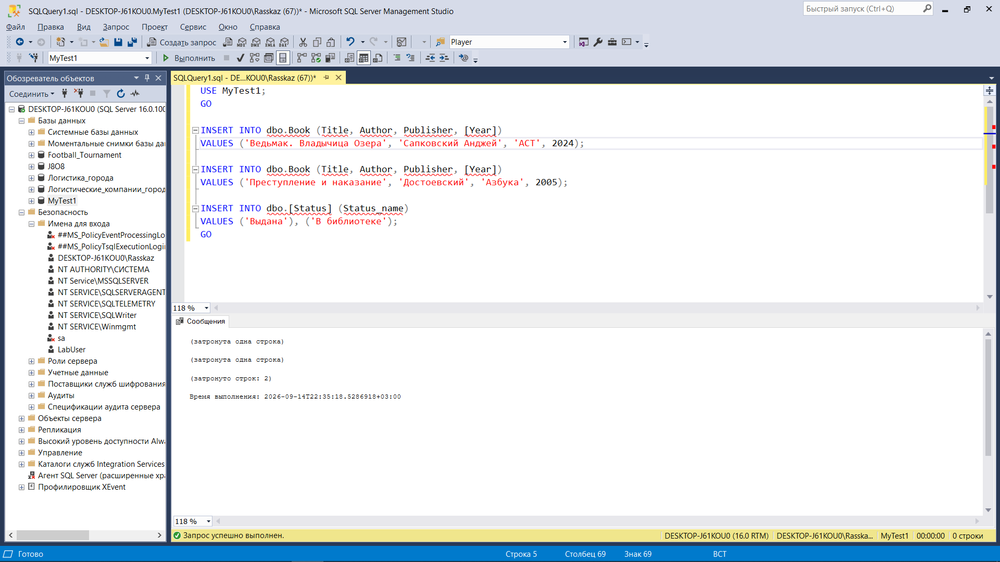 SQLQuery1.sql - DESKTOP-J61KOU0.MyTest1 (DESKTOP-J61KOU0\Rasskaz (67))* - Microsoft SQL Server Management Studio
Быстрый запуск (Ctrl+Q)
Файл Правка Вид Запрос Проект Сервис Окно Справка
Создать запрос
MDX DMX XMLA DAX
Player
MyTest1
Выполнить
Обозреватель объектов
Соединить
DESKTOP-J61KOU0 (SQL Server 16.0.100
Базы данных
Системные базы данных
Моментальные снимки базы да
Football_Tournament
J8O8
Логистика_города
Логистические_компании_город
MyTest1
Безопасность
Имена для входа
##MS_PolicyEventProcessingLo
##MS_PolicyTsqlExecutionLogi
DESKTOP-J61KOU0\Rasskaz
NT AUTHORITY\СИСТЕМА
NT Service\MSSQLSERVER
NT SERVICE\SQLSERVERAGENT
NT SERVICE\SQLTELEMETRY
NT SERVICE\SQLWriter
NT SERVICE\Winmgmt
sa
LabUser
Роли сервера
Учетные данные
Поставщики служб шифрования
Аудиты
Спецификации аудита сервера
Объекты сервера
Репликация
Высокий уровень доступности Alwa
Управление
Каталоги служб Integration Services
Агент SQL Server (расширенные хра
Профилировщик XEvent
SQLQuery1.sql - DE...KOU0\Rasskaz (67))*
USE MyTest1;
GO
INSERT INTO dbo.Book (Title, Author, Publisher, [Year])
VALUES ('Ведьмак. Владычица Озера', 'Сапковский Анджей', 'АСТ', 2024);
INSERT INTO dbo.Book (Title, Author, Publisher, [Year])
VALUES ('Преступление и наказание', 'Достоевский', 'Азбука', 2005);
INSERT INTO dbo.[Status] (Status_name)
VALUES ('Выдана'), ('В библиотеке');
GO
118 %
Сообщения
(затронута одна строка)
(затронута одна строка)
(затронуто строк: 2)
Время выполнения: 2026-09-14T22:35:18.5286918+03:00
118 %
Запрос успешно выполнен.
DESKTOP-J61KOU0 (16.0 RTM) DESKTOP-J61KOU0\Rasska... MyTest1 00:00:00 0 строки
Готово
Строка 5 Столбец 69 Знак 69 ВСТ